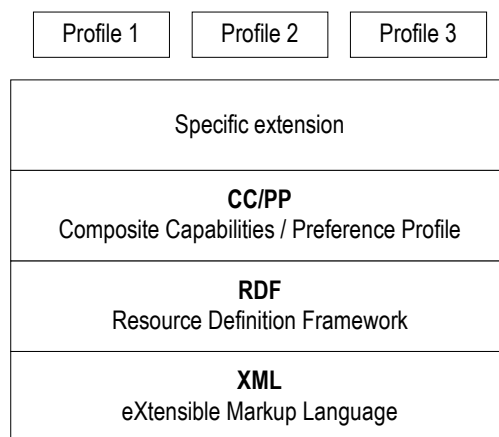 Profile 1
Profile 2
Profile 3
Specific extension
CC/PP
Composite Capabilities / Preference Profile
RDF
Resource Definition Framework
XML
eXtensible Markup Language